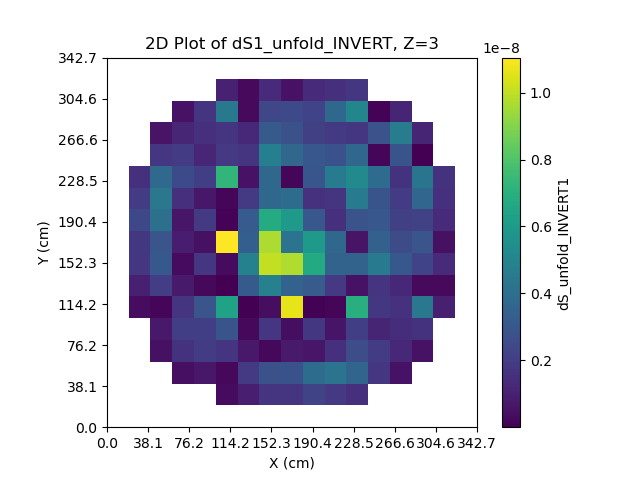 2D Plot of dS1_unfold_INVERT, Z=3
1e−8
342.7
304.6
266.6
228.5
190.4
152.3
114.2
76.2
38.1
0.0
Y (cm)
0.0 38.1 76.2 114.2 152.3 190.4 228.5 266.6 304.6 342.7
X (cm)
1.0
0.8
0.6
0.4
0.2
dS_unfold_INVERT1